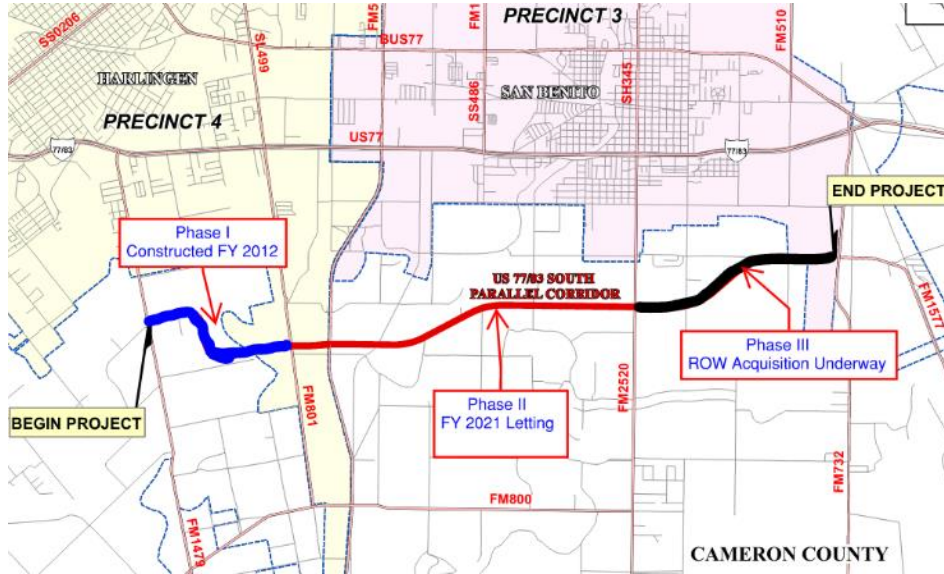 SS0206
SL499
FM5
BUS77
FM1
PRECINCT 3
FM510
HARLINGEN
SS486
SAN BENITO
SH345
PRECINCT 4
US77
77/83
77/83
END PROJECT
Phase I
Constructed FY 2012
US 77/83 SOUTH
PARALLEL CORRIDOR
FM1577
Phase III
ROW Acquisition Underway
BEGIN PROJECT
FM801
Phase II
FY 2021 Letting
FM2520
FM732
FM800
FM1479
CAMERON COUNTY